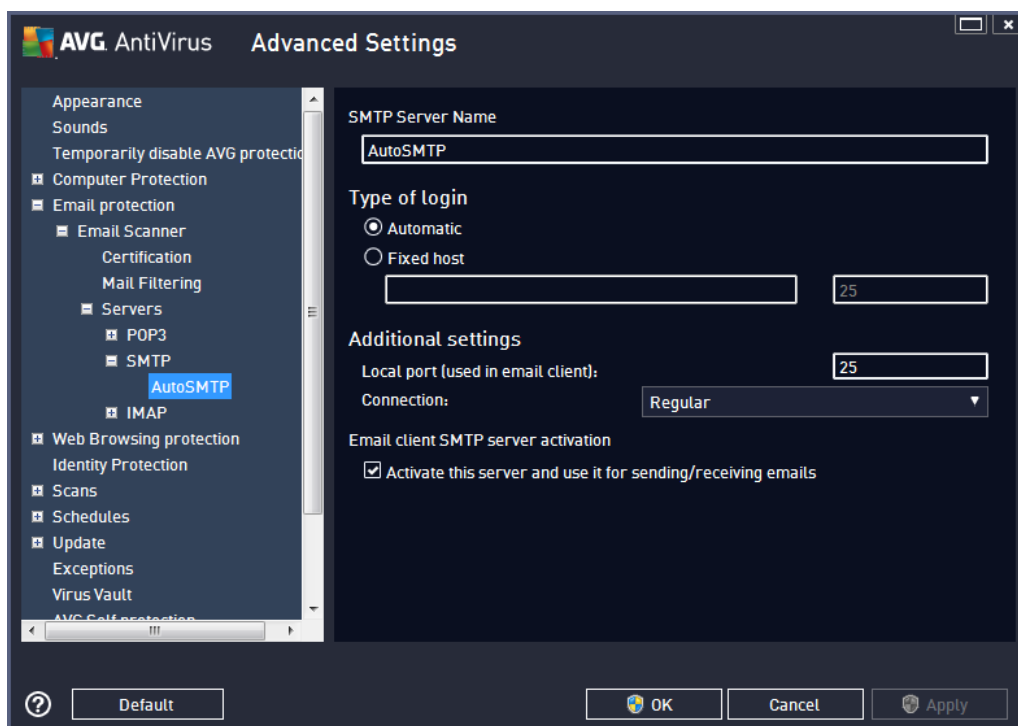 AVG. AntiVirus Advanced Settings
Appearance
Sounds
Temporarily disable AVG protectio
Computer Protection
Email protection
Email Scanner
Certification
Mail Filtering
Servers
POP3
SMTP
AutoSMTP
IMAP
Web Browsing protection
Identity Protection
Scans
Schedules
Update
Exceptions
Virus Vault
AVG Self protection
SMTP Server Name
AutoSMTP
Type of login
Automatic
Fixed host
25
Additional settings
Local port (used in email client): 25
Connection: Regular
Email client SMTP server activation
Activate this server and use it for sending/receiving emails
? Default OK Cancel Apply